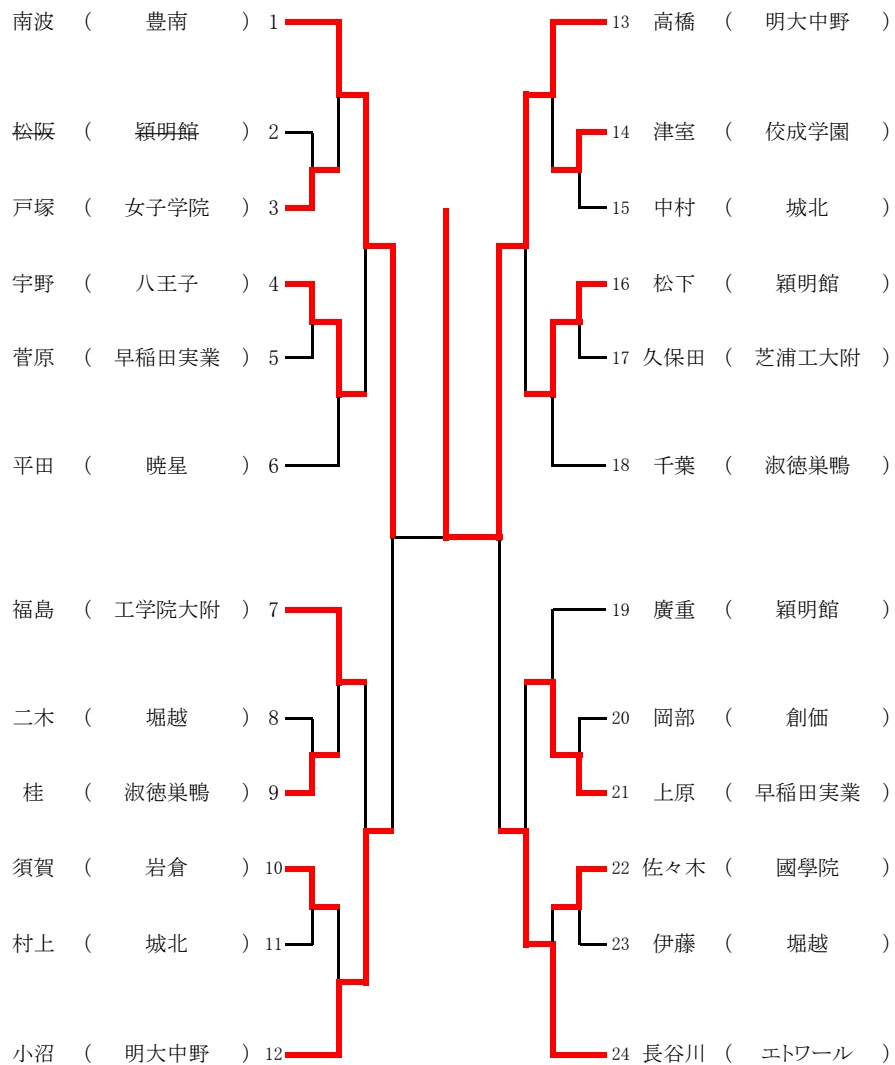 南波 ( 豊南 ) 1
松阪 ( 穎明館 ) 2
戸塚 ( 女子学院 ) 3
宇野 ( 八王子 ) 4
菅原 ( 早稲田実業 ) 5
平田 ( 暁星 ) 6
福島 ( 工学院大附 ) 7
二木 ( 堀越 ) 8
桂 ( 淑徳巣鴨 ) 9
須賀 ( 岩倉 ) 10
村上 ( 城北 ) 11
小沼 ( 明大中野 ) 12
13 高橋 ( 明大中野 )
14 津室 ( 佼成学園 )
15 中村 ( 城北 )
16 松下 ( 穎明館 )
17 久保田 ( 芝浦工大附 )
18 千葉 ( 淑徳巣鴨 )
19 廣重 ( 穎明館 )
20 岡部 ( 創価 )
21 上原 ( 早稲田実業 )
22 佐々木 ( 國學院 )
23 伊藤 ( 堀越 )
24 長谷川 ( エトワール )